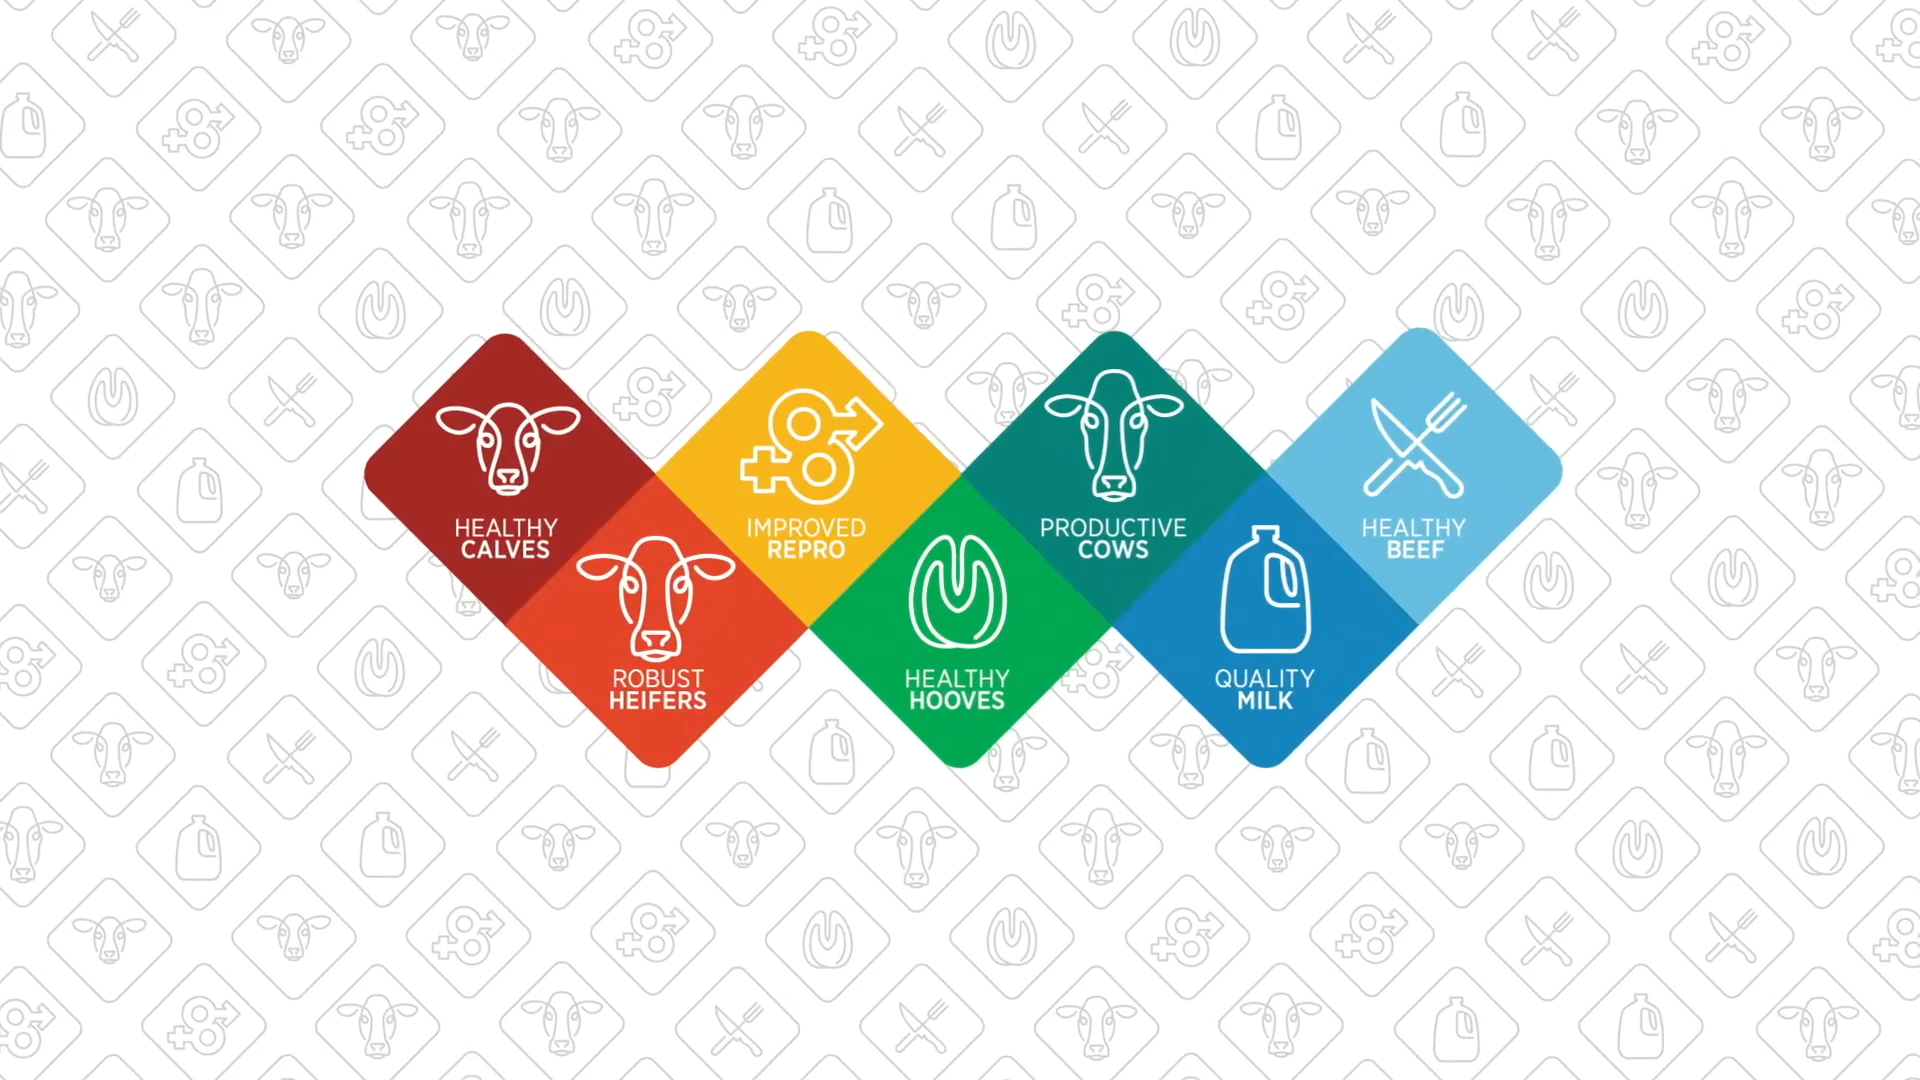 HEALTHY
CALVES
ROBUST
HEIFERS
IMPROVED
REPRO
HEALTHY
HOOVES
PRODUCTIVE
COWS
QUALITY
MILK
HEALTHY
BEEF